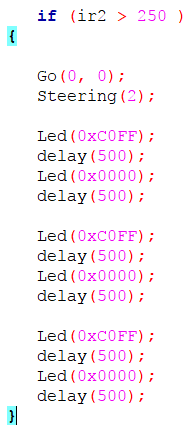 if (ir2 > 250 )
{
Go(0, 0);
Steering(2);
Led(0xC0FF);
delay(500);
Led(0x0000);
delay(500);
Led(0xC0FF);
delay(500);
Led(0x0000);
delay(500);
Led(0xC0FF);
delay(500);
Led(0x0000);
delay(500);
}